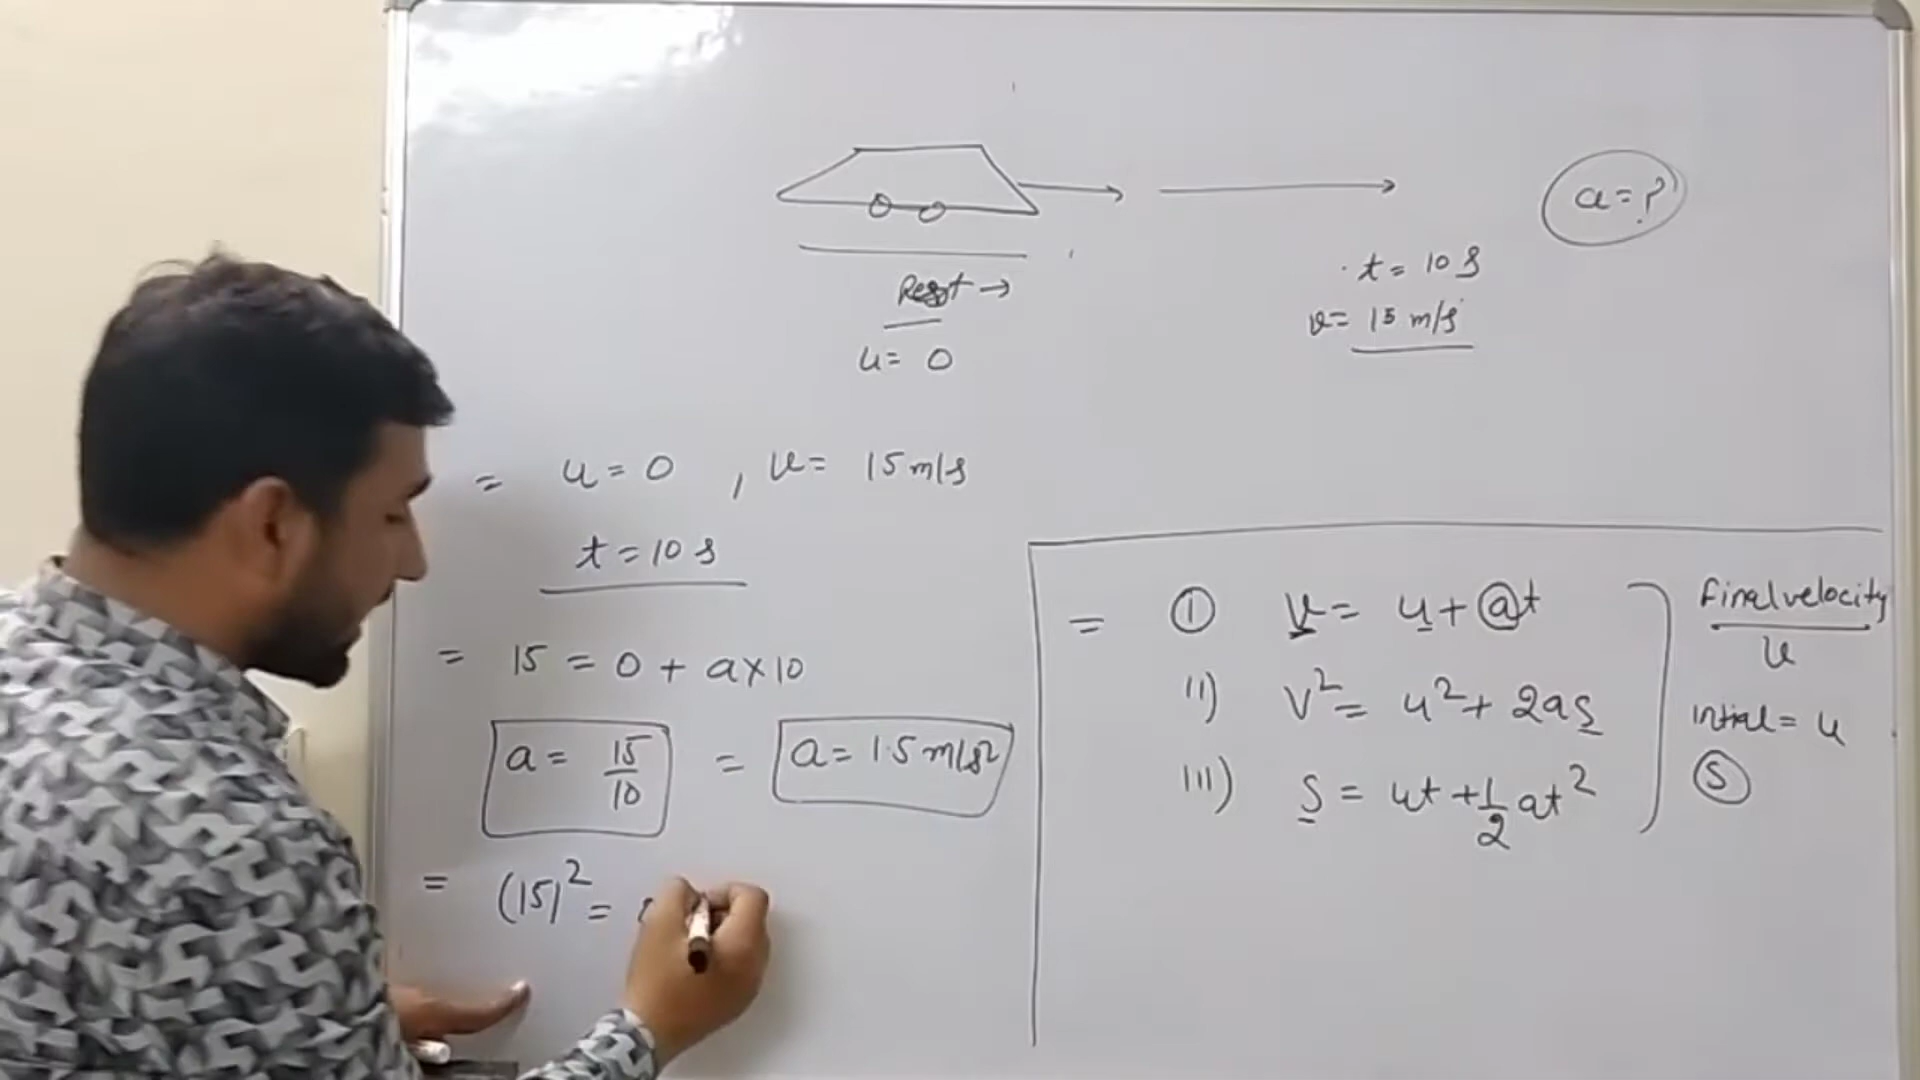 a=?
t = 10 s
v= 15 m/s
Rest →
u= 0
= u=0 , v= 15 m/s
t = 10 s
= 15 = 0 + a×10
a= 15/10 = a= 1.5 m/s²
= (15)² =
= ① v= u+at
ii) v²= u²+ 2as
iii) s = ut +1/2 at²
final velocity
v
intial = u
Ⓢ